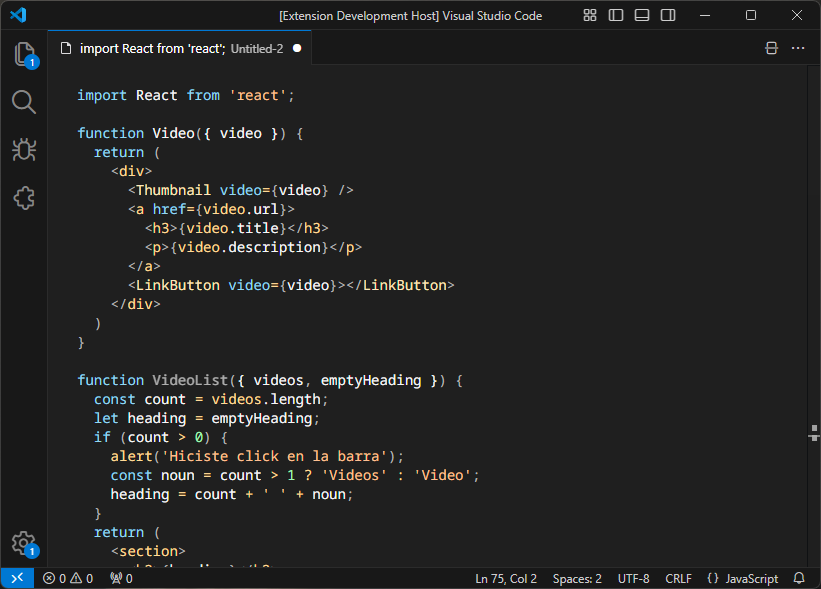 [Extension Development Host] Visual Studio Code
import React from 'react'; Untitled-2
1
import React from 'react';
function Video({ video }) {
return (
<div>
<Thumbnail video={video} />
<a href={video.url}>
<h3>{video.title}</h3>
<p>{video.description}</p>
</a>
<LinkButton video={video}></LinkButton>
</div>
)
}
function VideoList({ videos, emptyHeading }) {
const count = videos.length;
let heading = emptyHeading;
if (count > 0) {
alert('Hiciste click en la barra');
const noun = count > 1 ? 'Videos' : 'Video';
heading = count + ' ' + noun;
}
return (
<section>
1
0 0 0 Ln 75, Col 2 Spaces: 2 UTF-8 CRLF {} JavaScript